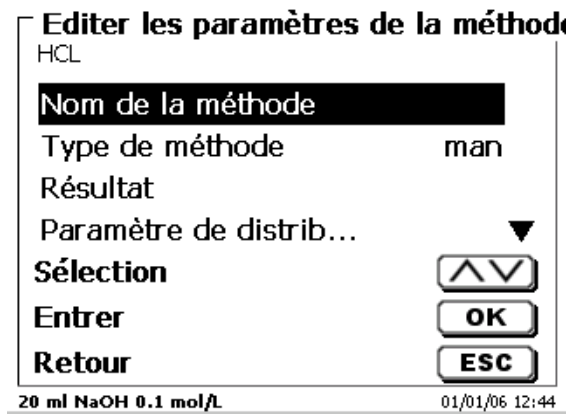 Editer les paramètres de la méthode
HCL
Nom de la méthode
Type de méthode man
Résultat
Paramètre de distrib...
Sélection
Entrer OK
Retour ESC
20 ml NaOH 0.1 mol/L 01/01/06 12:44